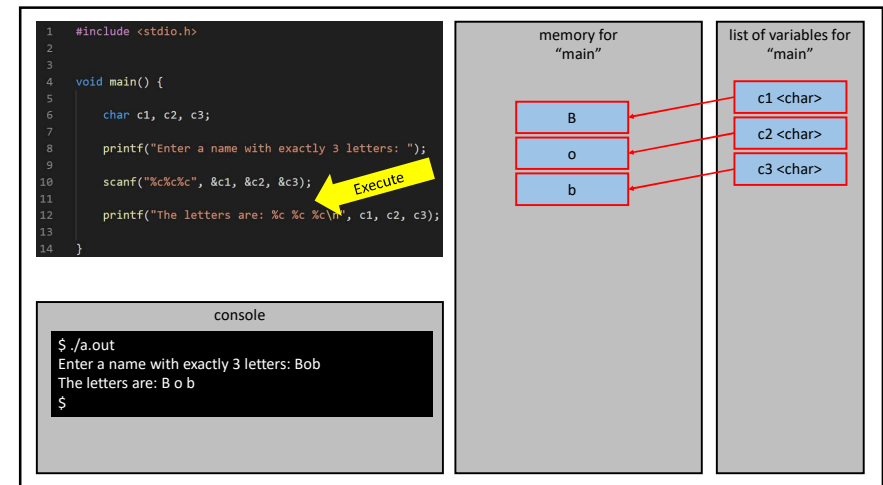 1 #include <stdio.h>
2
3
4 void main() {
5
6 char c1, c2, c3;
7
8 printf("Enter a name with exactly 3 letters: ");
9
10 scanf("%c%c%c", &c1, &c2, &c3);
11
12 printf("The letters are: %c %c %c\n", c1, c2, c3);
13
14 }
Execute
console
$ ./a.out
Enter a name with exactly 3 letters: Bob
The letters are: B o b
$
memory for
“main”
B
o
b
list of variables for
“main”
c1 <char>
c2 <char>
c3 <char>